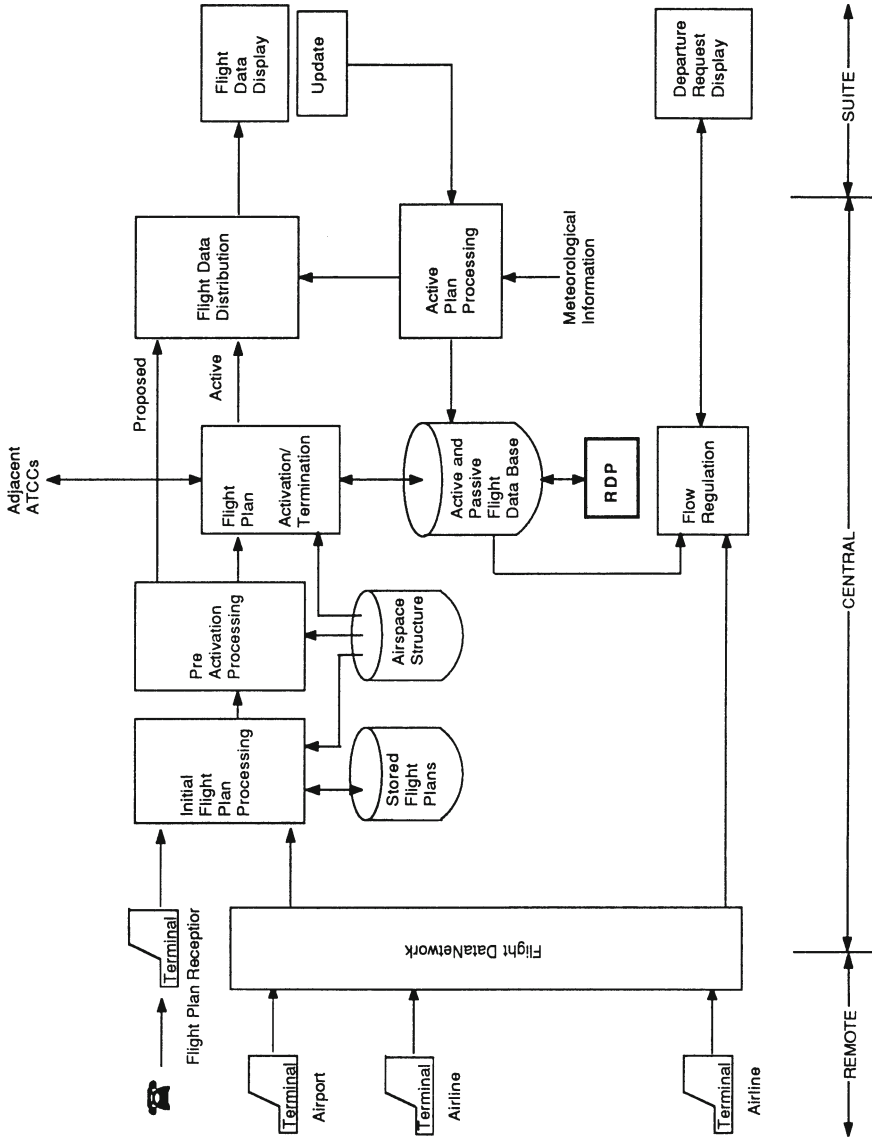 Adjacent
ATCCs
Terminal
Flight Plan Receptior
Initial
Flight
Plan
Processing
Pre
Activation
Processing
Proposed
Flight
Plan
Activation/
Termination
Active
Flight Data
Distribution
Flight
Data
Display
Update
Terminal
Airport
Terminal
Airline
Terminal
Airline
Flight DataNetwork
Stored
Flight
Plans
Airspace
Structure
Active and
Passive
Flight
Data Base
RDP
Active
Plan
Processing
Meteorological
Information
Flow
Regulation
Departure
Request
Display
REMOTE
CENTRAL
SUITE